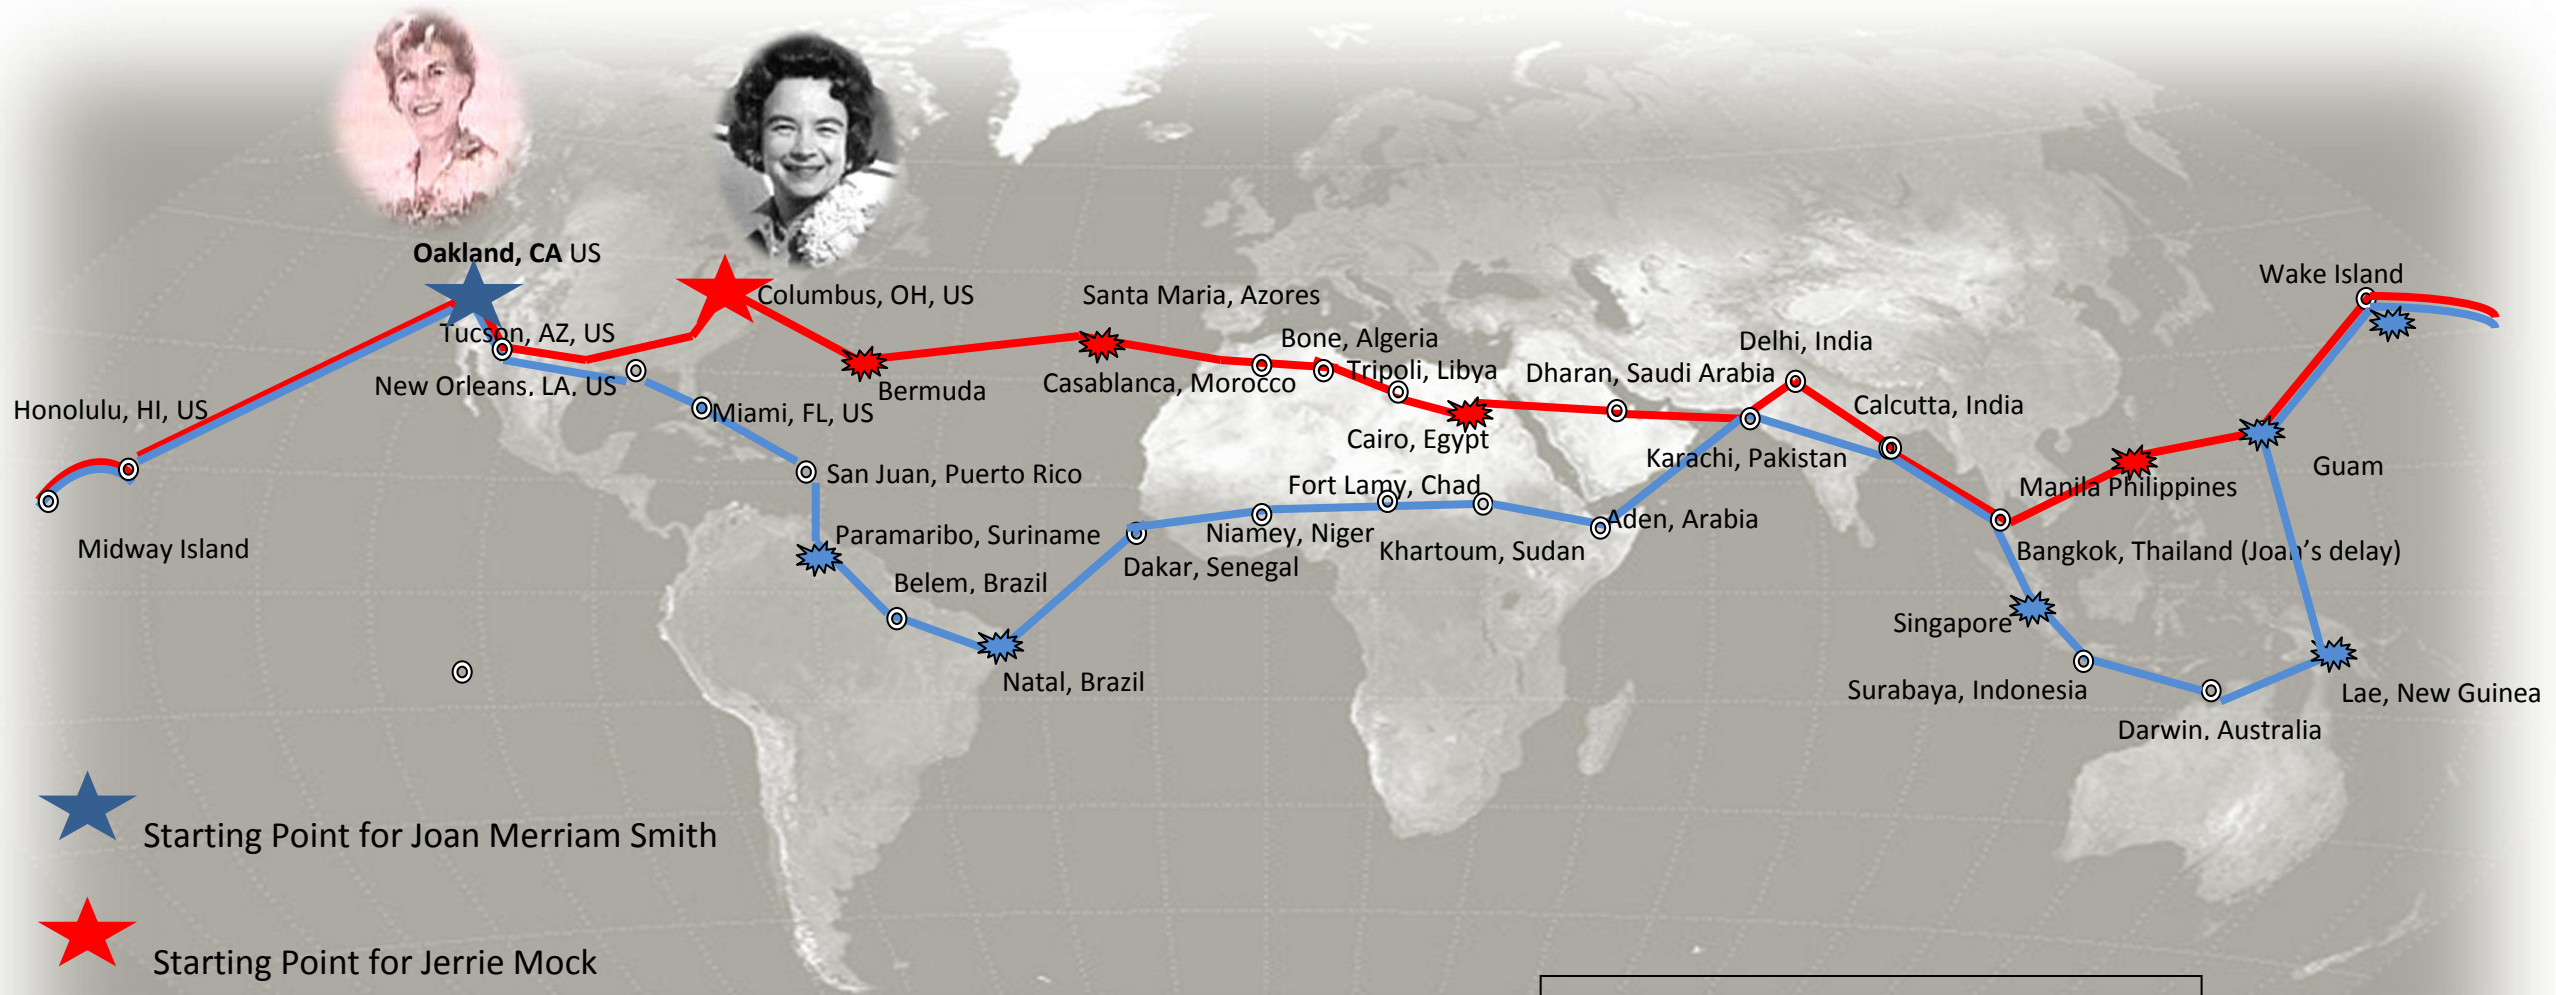 Oakland, CA US
Wake Island
Columbus, OH, US
Santa Maria, Azores
Tucson, AZ, US
Bone, Algeria
Delhi, India
Tripoli, Libya
Dharan, Saudi Arabia
New Orleans, LA, US
Casablanca, Morocco
Bermuda
Honolulu, HI, US
Miami, FL, US
Calcutta, India
Cairo, Egypt
Karachi, Pakistan
Guam
San Juan, Puerto Rico
Fort Lamy, Chad
Manila Philippines
Aden, Arabia
Midway Island
Paramaribo, Suriname
Niamey, Niger
Khartoum, Sudan
Bangkok, Thailand (Joan's delay)
Dakar, Senegal
Belem, Brazil
Singapore
Natal, Brazil
Surabaya, Indonesia
Lae, New Guinea
Darwin, Australia
Starting Point for Joan Merriam Smith
Starting Point for Jerrie Mock